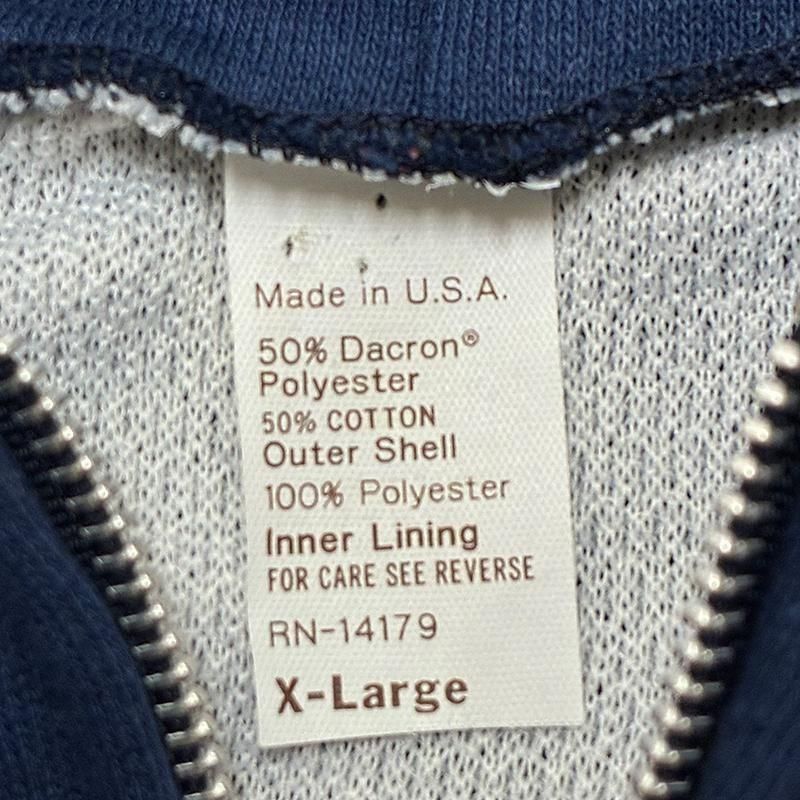 Made in U.S.A.
50% Dacron®
Polyester
50% COTTON
Outer Shell
100% Polyester
Inner Lining
FOR CARE SEE REVERSE
RN-14179
X-Large